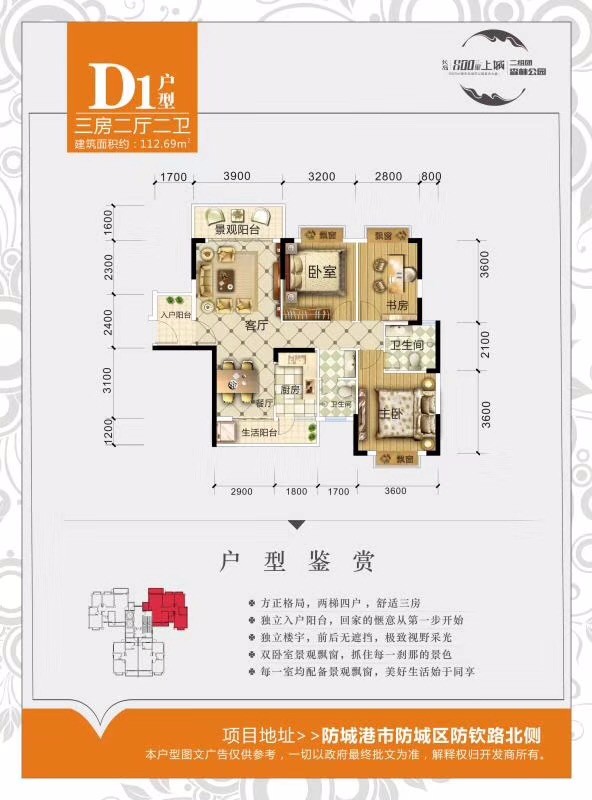 D1户型
三房二厅二卫
建筑面积约：112.69m²
长岛 800里上城 二组团
森林公园
1700 3900 3200 2800 800
1600 2300 2400 3100 1200
3600 2100 3600
2900 1800 1700 3600
景观阳台
飘窗 飘窗
卧室
书房
入户阳台
客厅
卫生间
厨房
餐厅
卫生间
主卧
生活阳台
飘窗
户型鉴赏
方正格局，两梯四户，舒适三房
独立入户阳台，回家的惬意从第一步开始
独立楼宇，前后无遮挡，极致视野采光
双卧室景观飘窗，抓住每一刹那的景色
每一室均配备景观飘窗，美好生活始于同享
项目地址>>防城港市防城区防钦路北侧
本户型图文广告仅供参考，一切以政府最终批文为准，解释权归开发商所有。